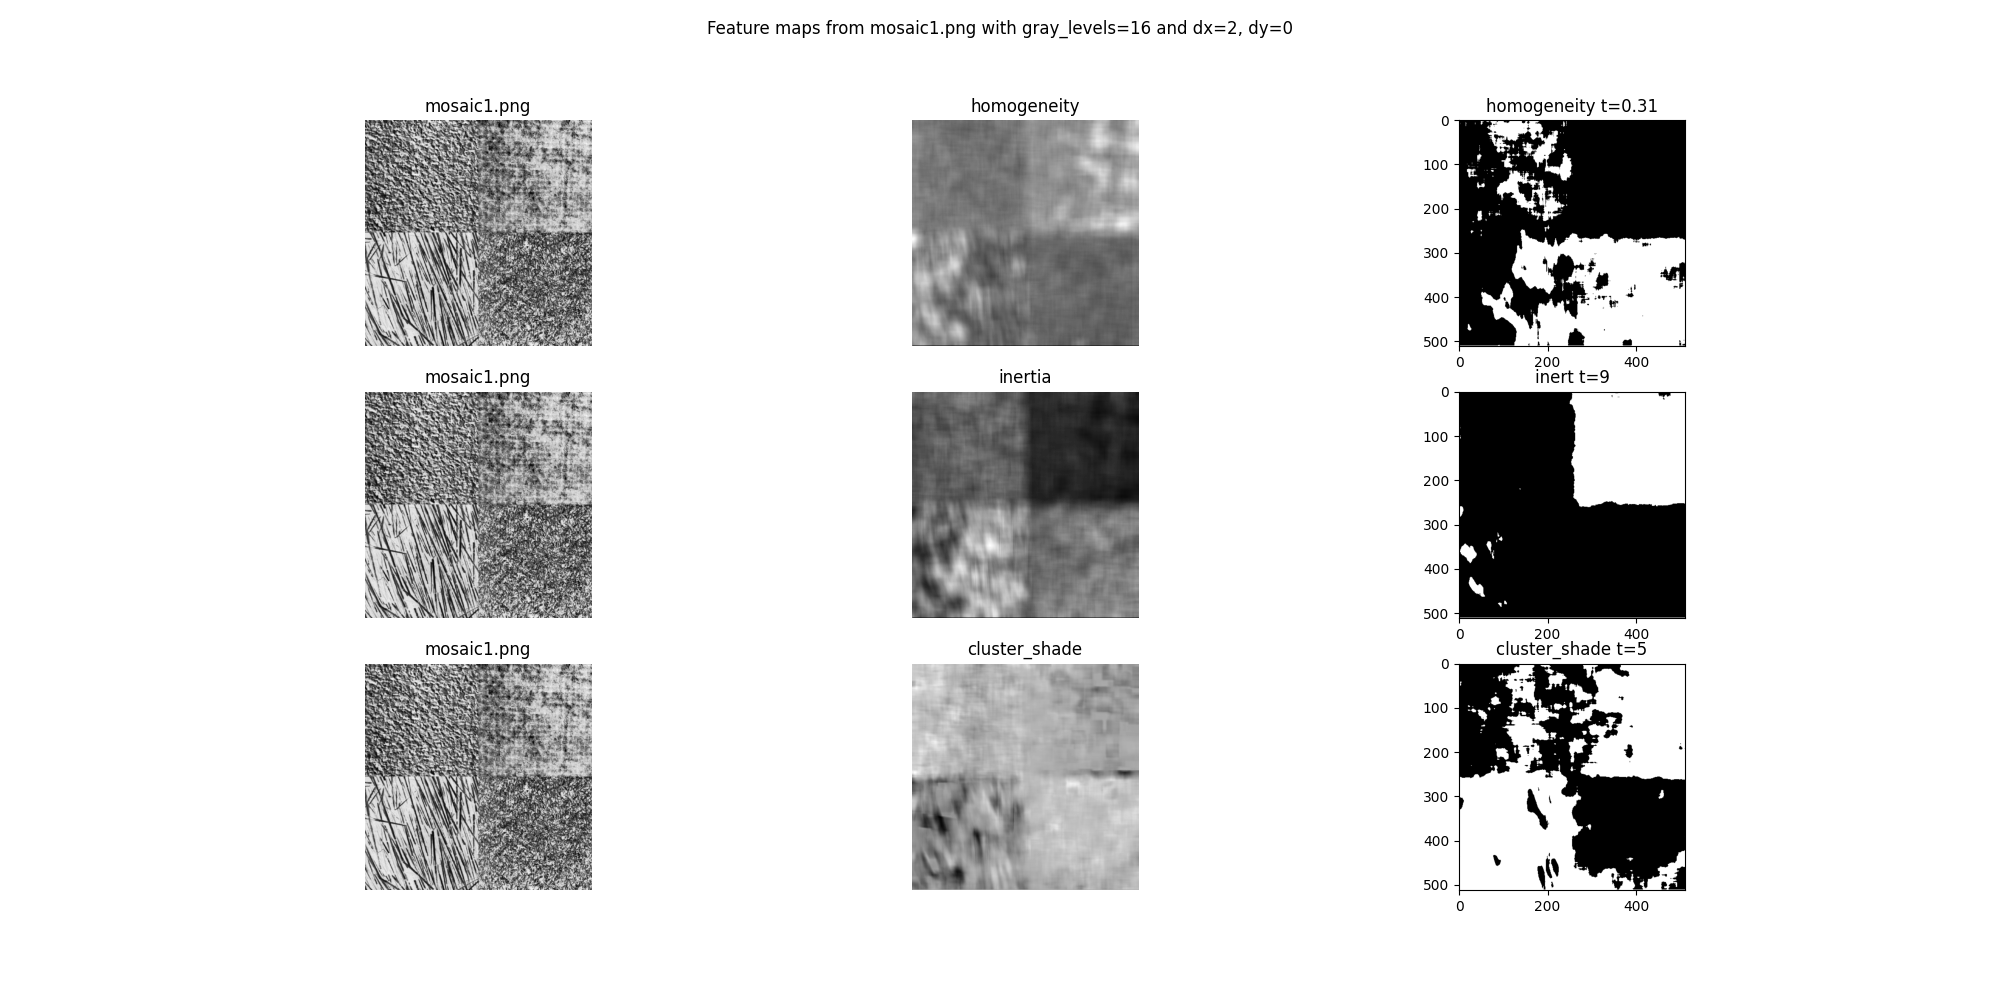 Feature maps from mosaic1.png with gray_levels=16 and dx=2, dy=0
mosaic1.png
homogeneity
homogeneity t=0.31
0
100
200
300
400
500
0 200 400
mosaic1.png
inertia
inert t=9
0
100
200
300
400
500
0 200 400
mosaic1.png
cluster_shade
cluster_shade t=5
0
100
200
300
400
500
0 200 400